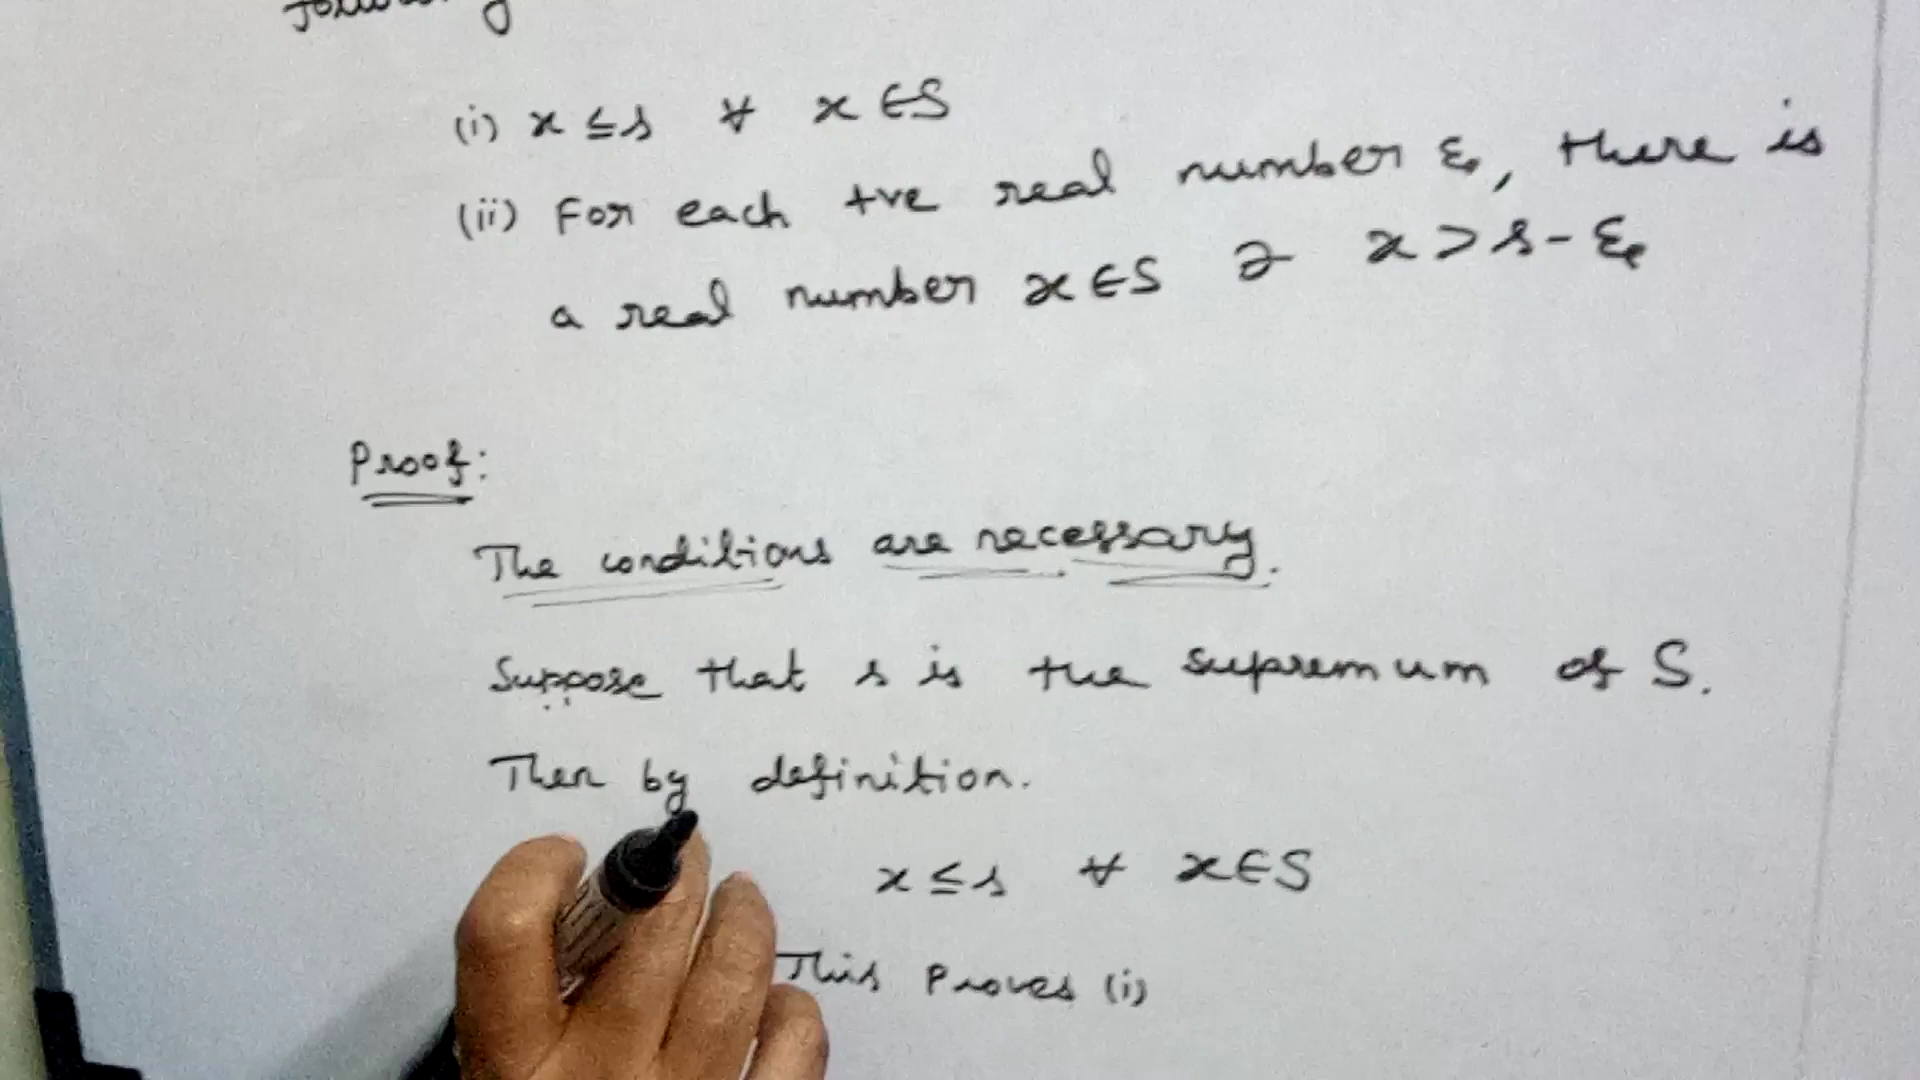 (i) x ≤ s ∀ x ∈ S
(ii) For each +ve real number ε, there is
a real number x ∈ S ∋ x > s - ε
Proof:
The conditions are necessary.
Suppose that s is the supremum of S.
Then by definition.
x ≤ s ∀ x ∈ S
This Proves (i)